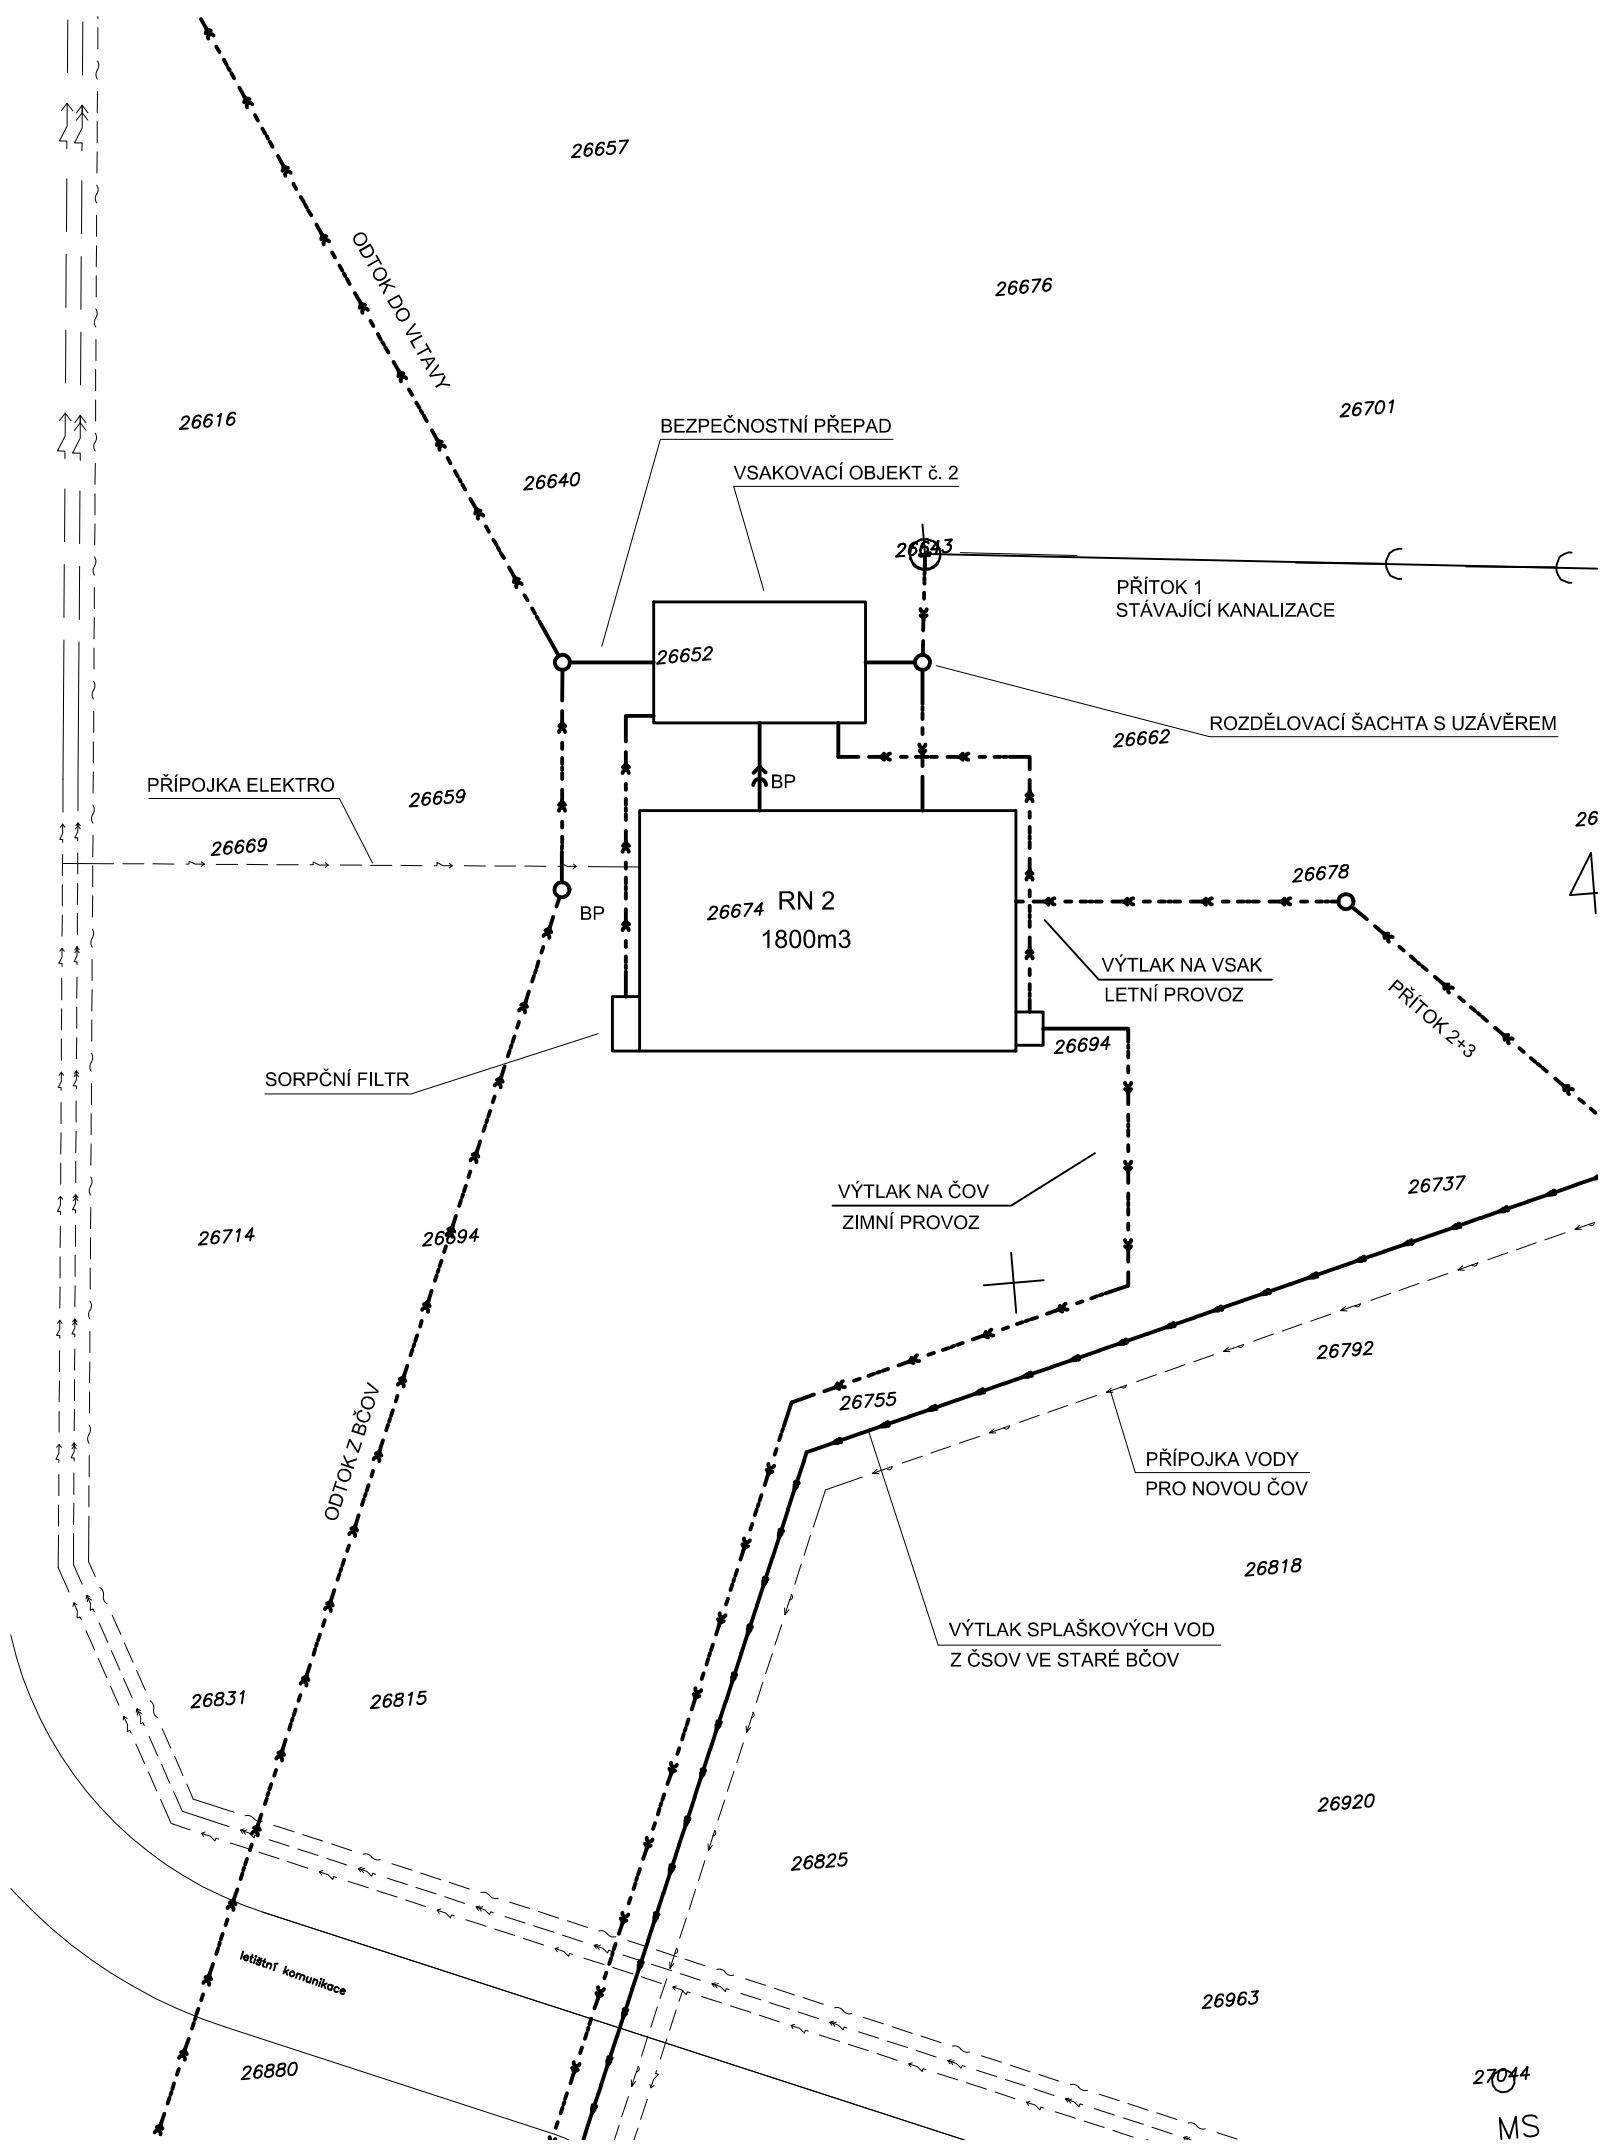 26657
ODTOK DO VLTAVY
26676
26701
26616
BEZPEČNOSTNÍ PŘEPAD
VSAKOVACÍ OBJEKT č. 2
26640
26643
PŘÍTOK 1
STÁVAJÍCÍ KANALIZACE
26652
ROZDĚLOVACÍ ŠACHTA S UZÁVĚREM
26662
PŘÍPOJKA ELEKTRO
BP
26659
26
26669
26678
4
RN 2
26674
BP
1800m3
VÝTLAK NA VSAK
LETNÍ PROVOZ
PŘÍTOK 2+3
26694
SORPČNÍ FILTR
VÝTLAK NA ČOV
ZIMNÍ PROVOZ
26737
26714
26694
26792
26755
ODTOK Z BČOV
PŘÍPOJKA VODY
PRO NOVOU ČOV
26818
VÝTLAK SPLAŠKOVÝCH VOD
Z ČSOV VE STARÉ BČOV
26831
26815
26920
26825
letištní komunikace
26963
26880
27044
MS